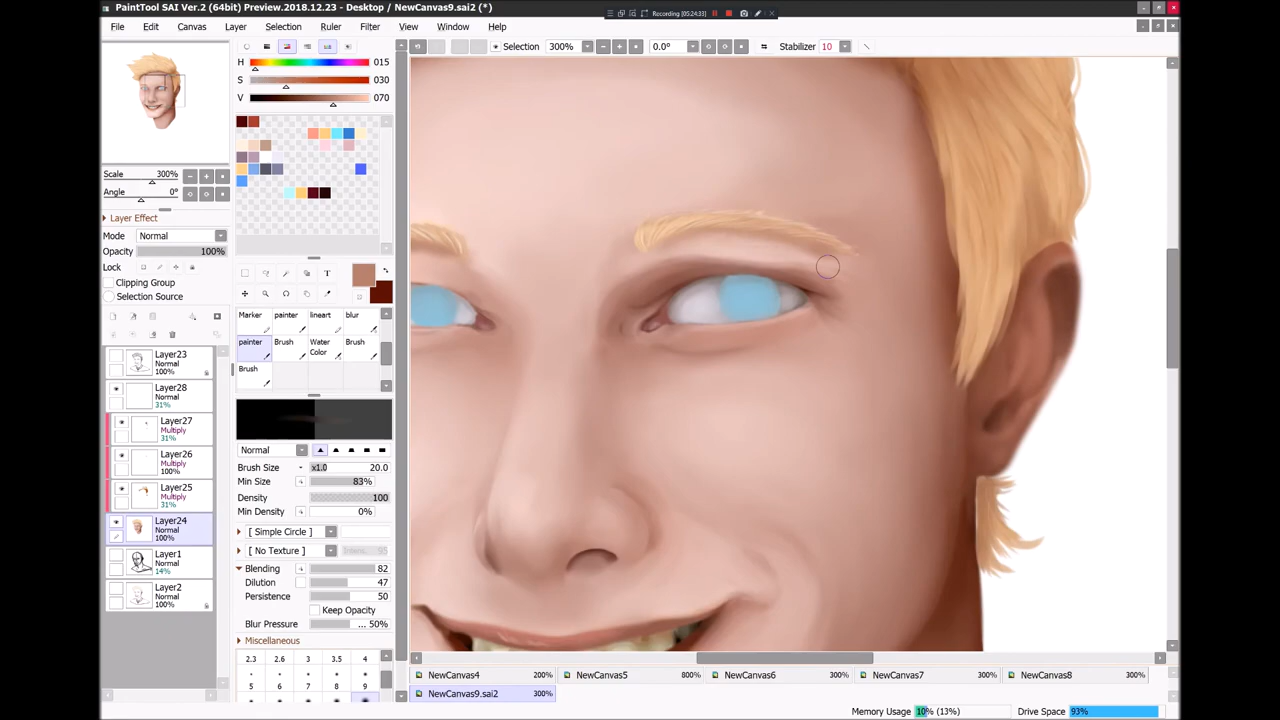 PaintTool SAI Ver.2 (64bit) Preview.2018.12.23 - Desktop / NewCanvas9.sai2 (*)
Recording [05:24:33]
File Edit Canvas Layer Selection Ruler Filter View Window Help
Selection 300% 0.0° Stabilizer 10
H 015
S 030
V 070
Scale 300%
Angle 0°
Layer Effect
Mode Normal
Opacity 100%
Lock
Clipping Group
Selection Source
T
Marker painter lineart blur
painter Brush Water Color Brush
Brush
Layer23
Normal
100%
Layer28
Normal
31%
Layer27
Multiply
31%
Layer26
Multiply
100%
Layer25
Multiply
31%
Layer24
Normal
100%
Layer1
Normal
14%
Layer2
Normal
100%
Normal
Brush Size x1.0 20.0
Min Size 83%
Density 100
Min Density 0%
[ Simple Circle ]
[ No Texture ] 95
Blending 82
Dilution 47
Persistence 50
Keep Opacity
Blur Pressure ... 50%
Miscellaneous
2.3 2.6 3 3.5 4
5 6 7 8 9
NewCanvas4 200% NewCanvas5 800% NewCanvas6 300% NewCanvas7 300% NewCanvas8 300%
NewCanvas9.sai2 300%
Memory Usage 10% (13%) Drive Space 93%